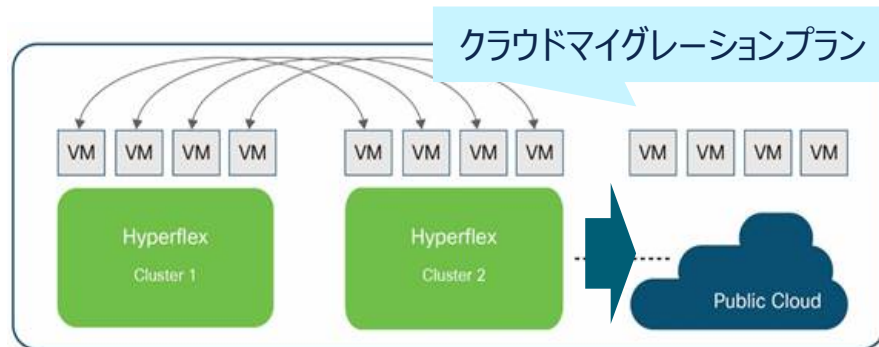 クラウドマイグレーションプラン
VM VM VM VM VM VM VM VM VM VM VM VM
Hyperflex
Cluster 1
Hyperflex
Cluster 2
Public Cloud